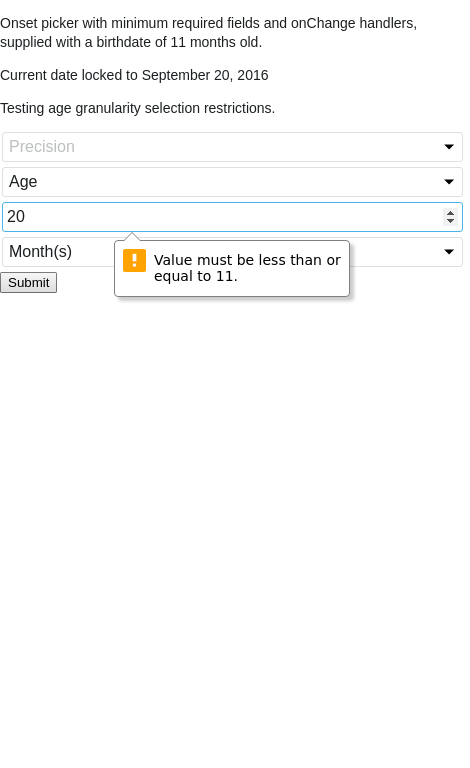 Onset picker with minimum required fields and onChange handlers,
supplied with a birthdate of 11 months old.
Current date locked to September 20, 2016
Testing age granularity selection restrictions.
Precision
Age
20
Month(s)
Value must be less than or
equal to 11.
Submit